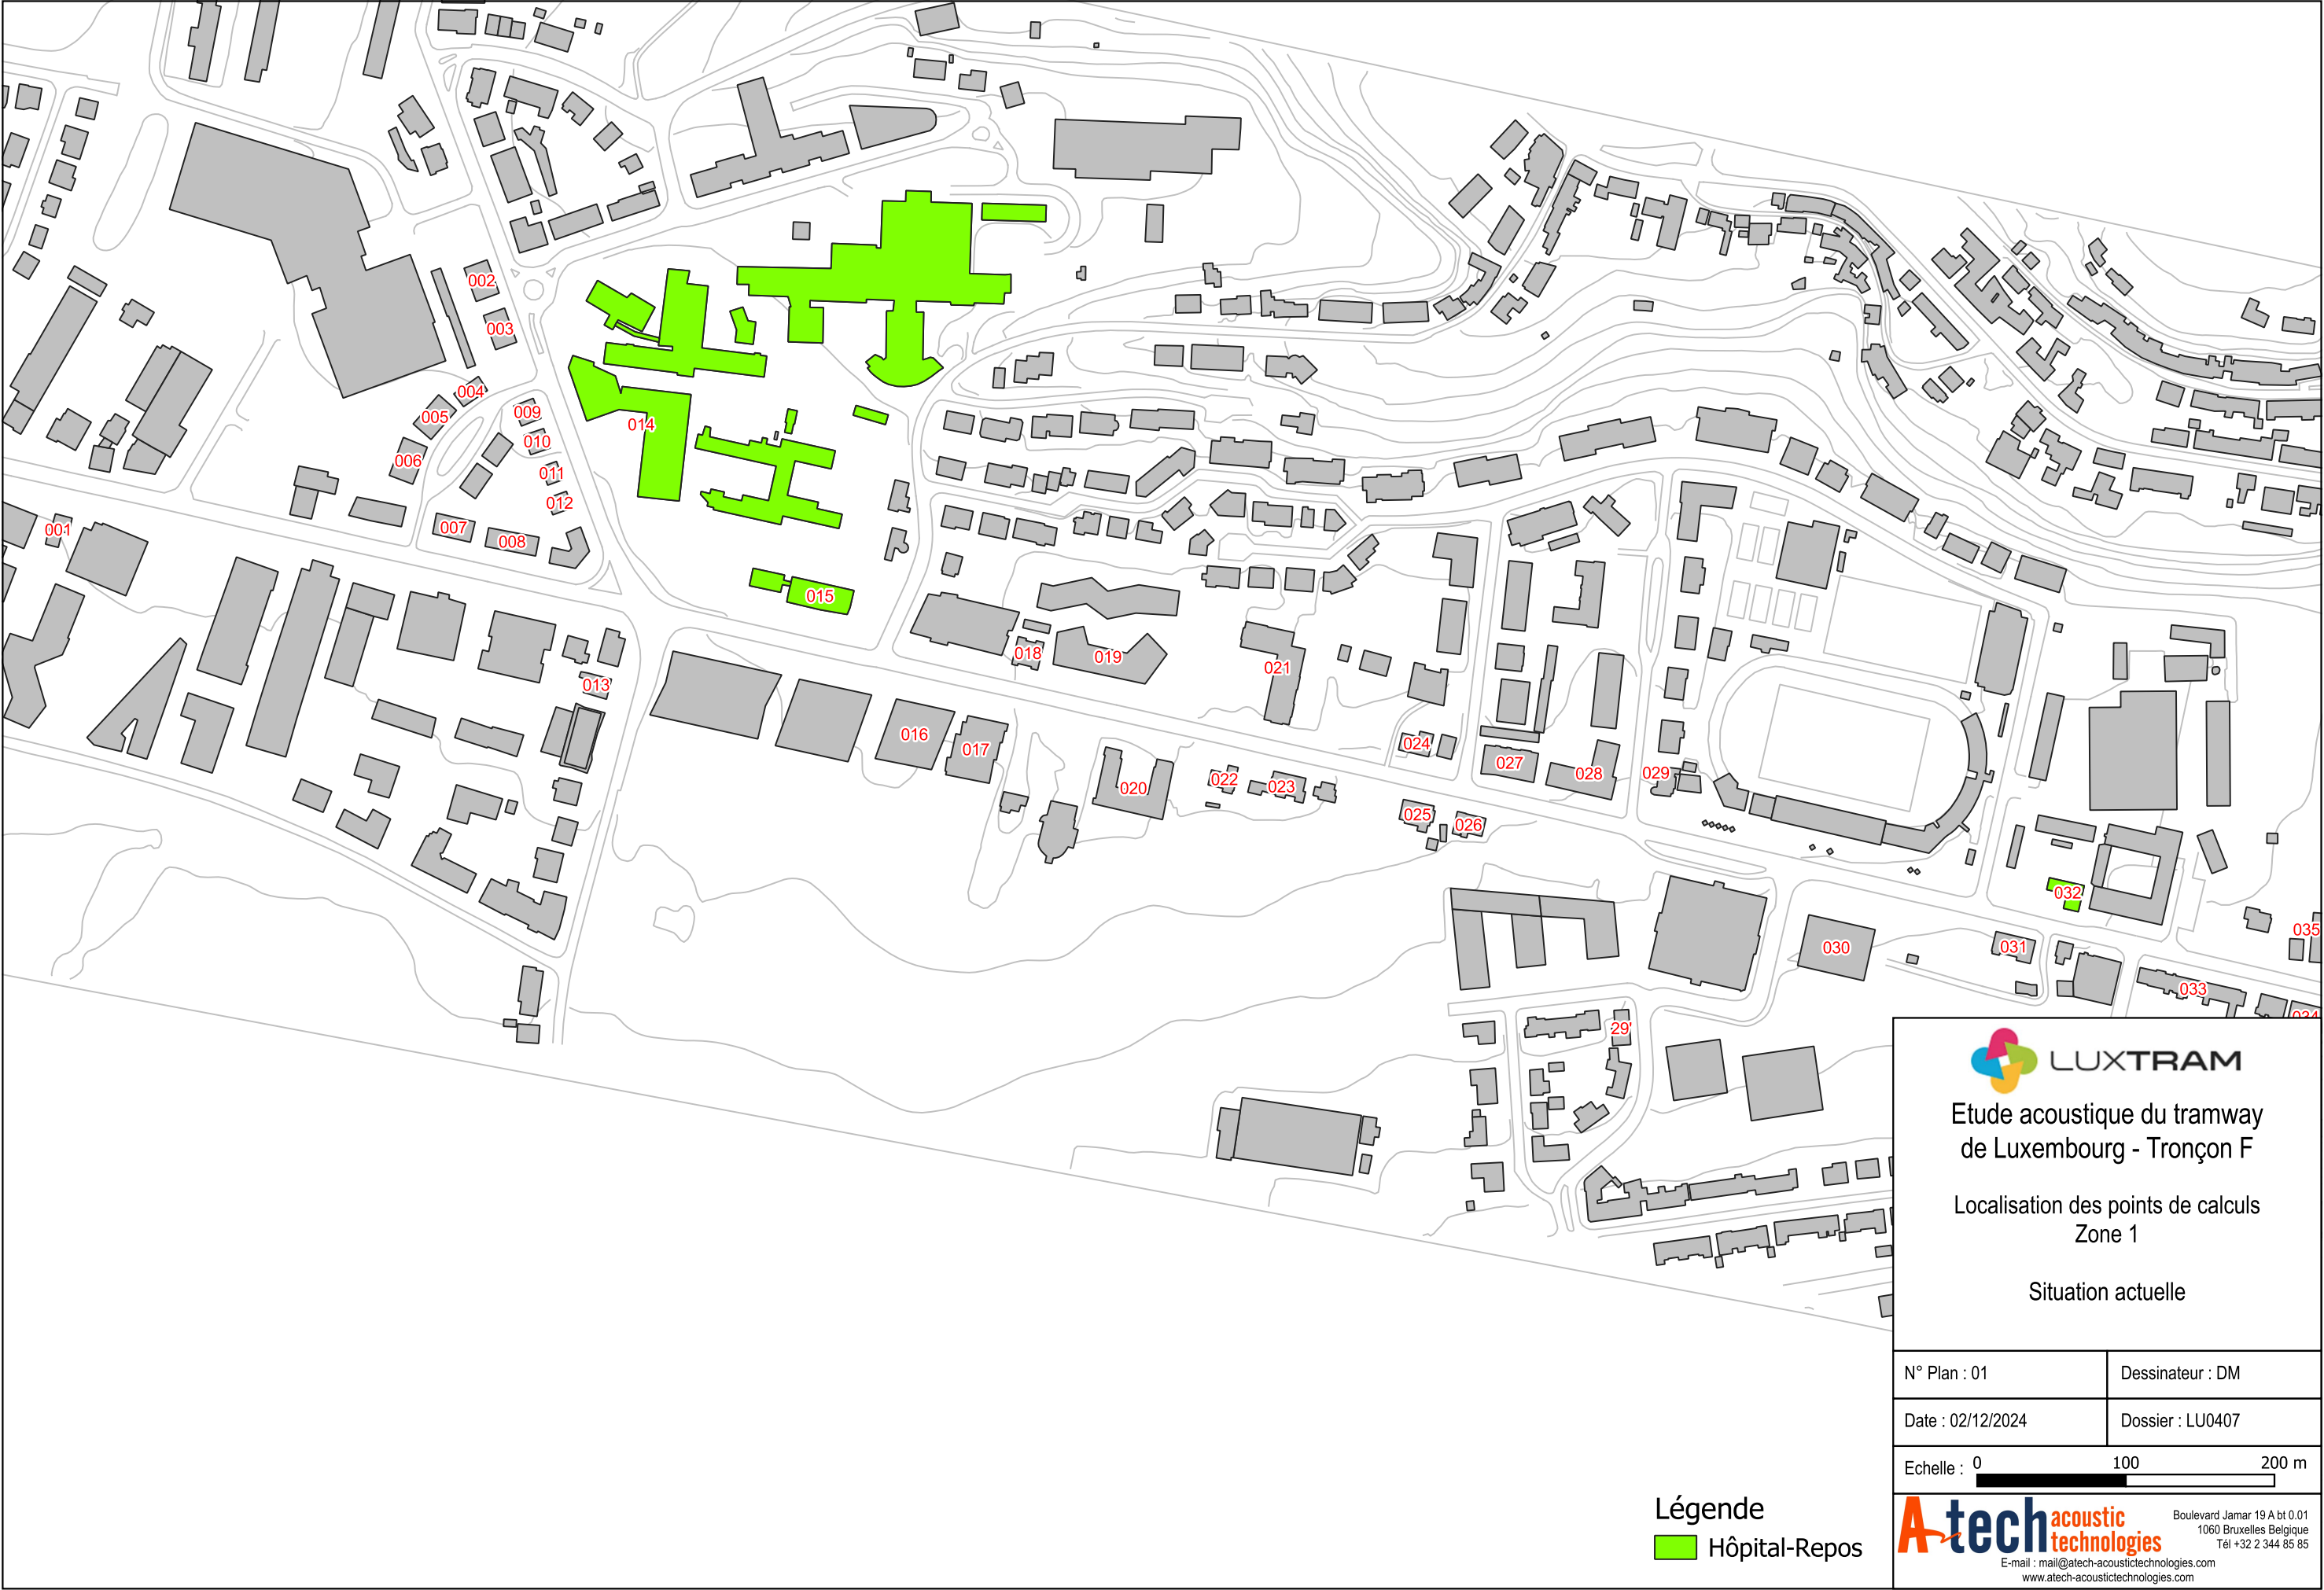 002
003
004
005
009
014
010
006
011
012
001
007
008
015
018
019
021
013
016
017
024
027
028
029
022
023
020
025
026
032
035
030
031
033
034
29'
LUXTRAM
Etude acoustique du tramway
de Luxembourg - Tronçon F
Localisation des points de calculs
Zone 1
Situation actuelle
N° Plan : 01
Dessinateur : DM
Date : 02/12/2024
Dossier : LU0407
Echelle : 0 100 200 m
Légende
Hôpital-Repos
A-tech acoustic technologies
Boulevard Jamar 19 A bt 0.01
1060 Bruxelles Belgique
Tél +32 2 344 85 85
E-mail : mail@atech-acoustictechnologies.com
www.atech-acoustictechnologies.com